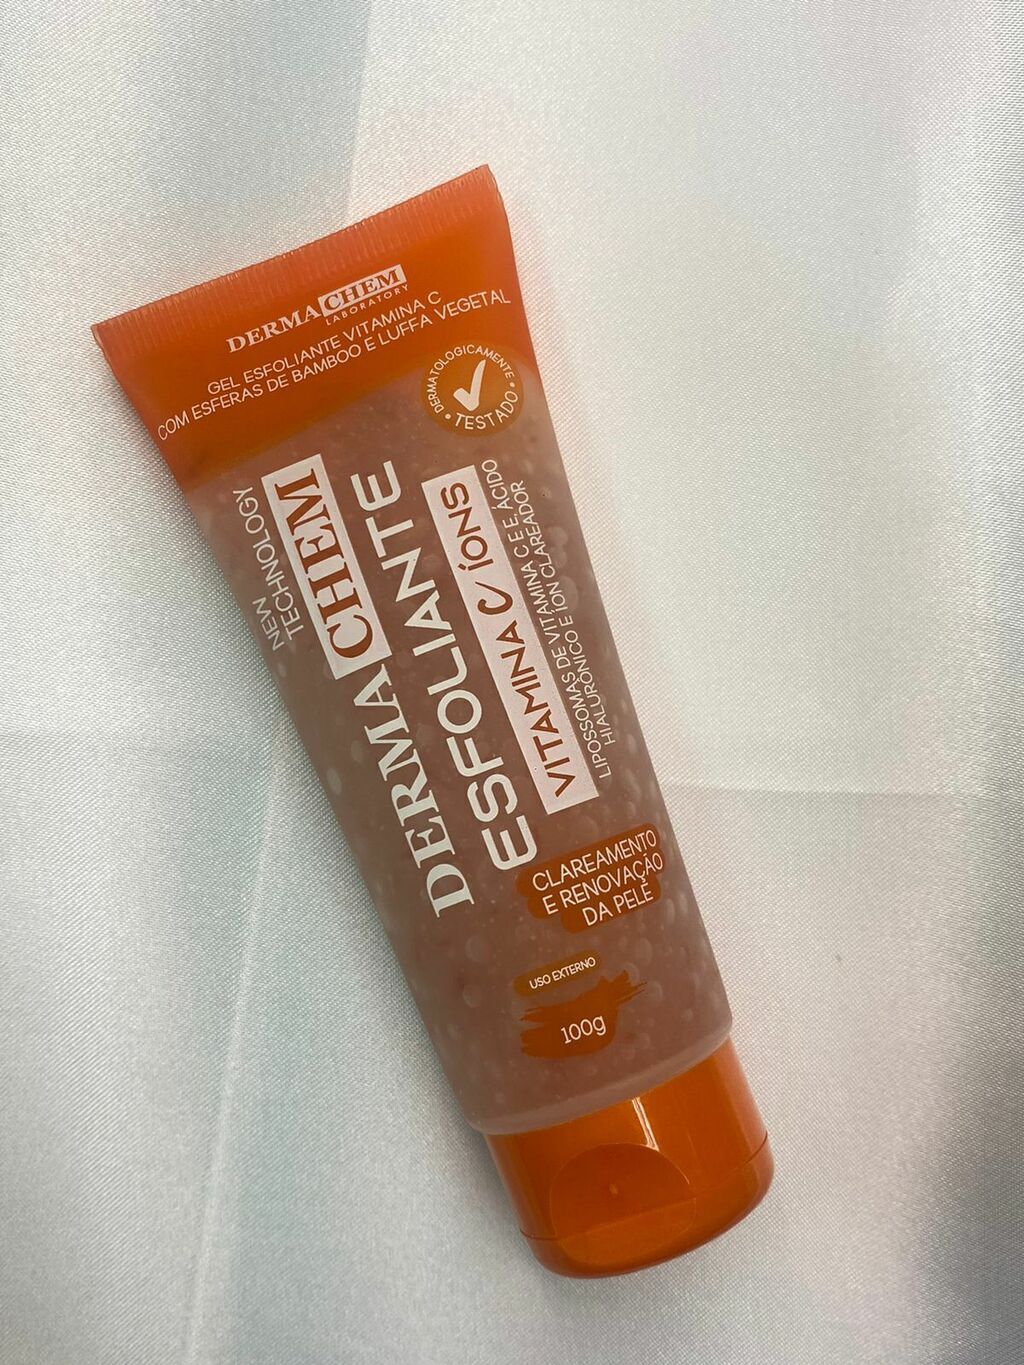 DERMA CHEM
LABORATORY
GEL ESFOLIANTE VITAMINA C
COM ESFERAS DE BAMBOO E LUFFA VEGETAL
DERMATOLOGICAMENTE
TESTADO
NEW
TECHNOLOGY
DERMA CHEM
ESFOLIANTE
VITAMINA C íONS
LIPOSSOMAS DE VITAMINA C E E, ÁCIDO
HIALURÔNICO E ÍON CLAREADOR
CLAREAMENTO
E RENOVAÇÃO
DA PELE
USO EXTERNO
100g